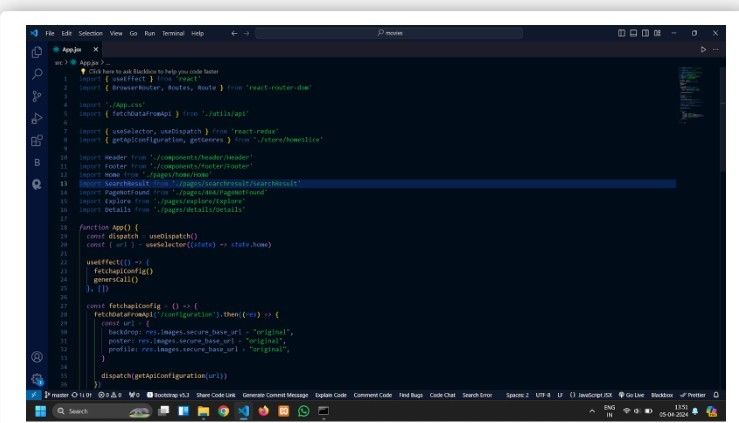 File Edit Selection View Go Run Terminal Help
movies
App.jsx
src > App.jsx > ...
Click here to ask Blackbox to help you code faster
1 import { useEffect } from 'react'
2 import { BrowserRouter, Routes, Route } from 'react-router-dom'
3
4 import './App.css'
5 import { fetchDataFromApi } from './utils/api'
6
7 import { useSelector, useDispatch } from 'react-redux'
8 import { getApiConfiguration, getGenres } from './store/homeSlice'
9
10 import Header from './components/header/Header'
11 import Footer from './components/footer/Footer'
12 import Home from './pages/home/Home'
13 import SearchResult from './pages/searchresult/SearchResult'
14 import PageNotFound from './pages/404/PageNotFound'
15 import Explore from './pages/explore/Explore'
16 import Details from './pages/details/Details'
17
18 function App() {
19 const dispatch = useDispatch()
20 const { url } = useSelector((state) => state.home)
21
22 useEffect(() => {
23 fetchapiConfig()
24 genersCall()
25 }, [])
26
27 const fetchapiConfig = () => {
28 fetchDataFromApi('/configuration').then((res) => {
29 const url = {
30 backdrop: res.images.secure_base_url + "original",
31 poster: res.images.secure_base_url + "original",
32 profile: res.images.secure_base_url + "original",
33 }
34
35 dispatch(getApiConfiguration(url))
36 })
master 0 0 0 Bootstrap v5.3 Share Code Link Generate Commit Message Explain Code Comment Code Find Bugs Code Chat Search Error Spaces: 2 UTF-8 LF {} JavaScript JSX Go Live Blackbox Prettier
Search
ENG
IN
13:51
05-04-2024